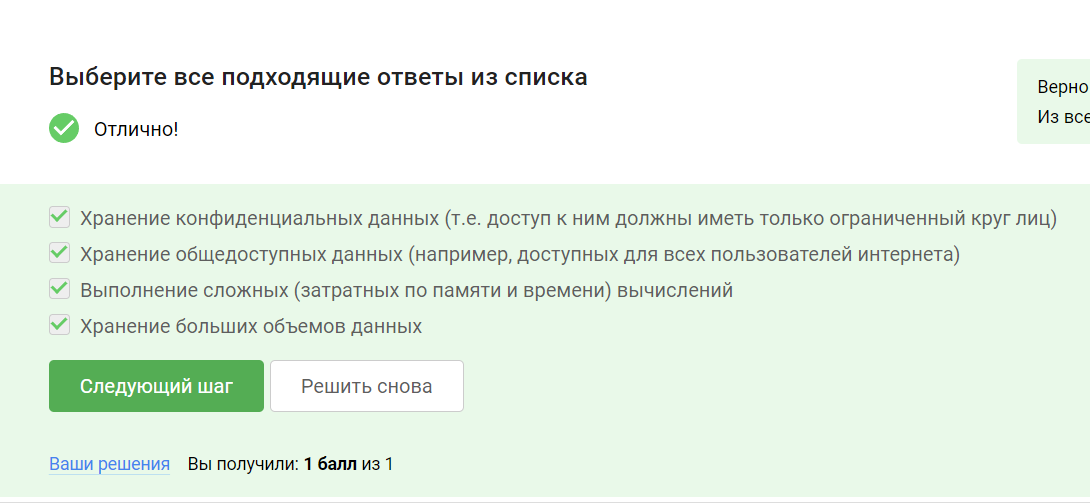 Выберите все подходящие ответы из списка
Верно
Из все
Отлично!
Хранение конфиденциальных данных (т.е. доступ к ним должны иметь только ограниченный круг лиц)
Хранение общедоступных данных (например, доступных для всех пользователей интернета)
Выполнение сложных (затратных по памяти и времени) вычислений
Хранение больших объемов данных
Следующий шаг Решить снова
Ваши решения Вы получили: 1 балл из 1